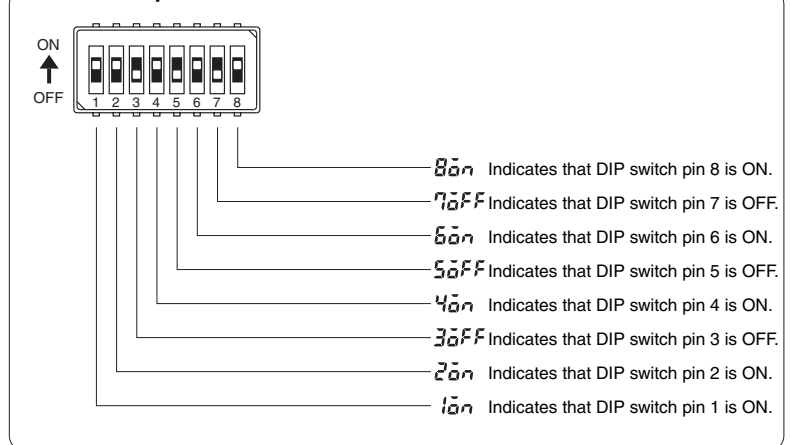 ON
OFF
1 2 3 4 5 6 7 8
8on Indicates that DIP switch pin 8 is ON.
7oFF Indicates that DIP switch pin 7 is OFF.
6on Indicates that DIP switch pin 6 is ON.
5oFF Indicates that DIP switch pin 5 is OFF.
4on Indicates that DIP switch pin 4 is ON.
3oFF Indicates that DIP switch pin 3 is OFF.
2on Indicates that DIP switch pin 2 is ON.
1on Indicates that DIP switch pin 1 is ON.